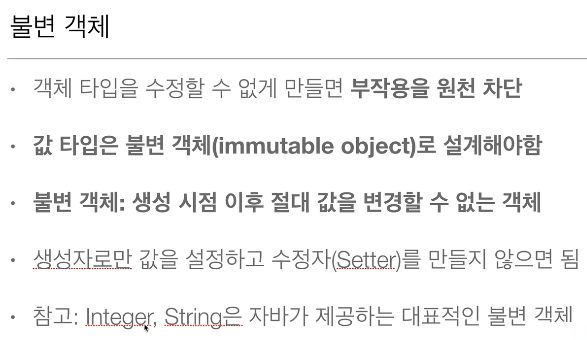 불변 객체
• 객체 타입을 수정할 수 없게 만들면 부작용을 원천 차단
• 값 타입은 불변 객체(immutable object)로 설계해야함
• 불변 객체: 생성 시점 이후 절대 값을 변경할 수 없는 객체
• 생성자로만 값을 설정하고 수정자(Setter)를 만들지 않으면 됨
• 참고: Integer, String은 자바가 제공하는 대표적인 불변 객체